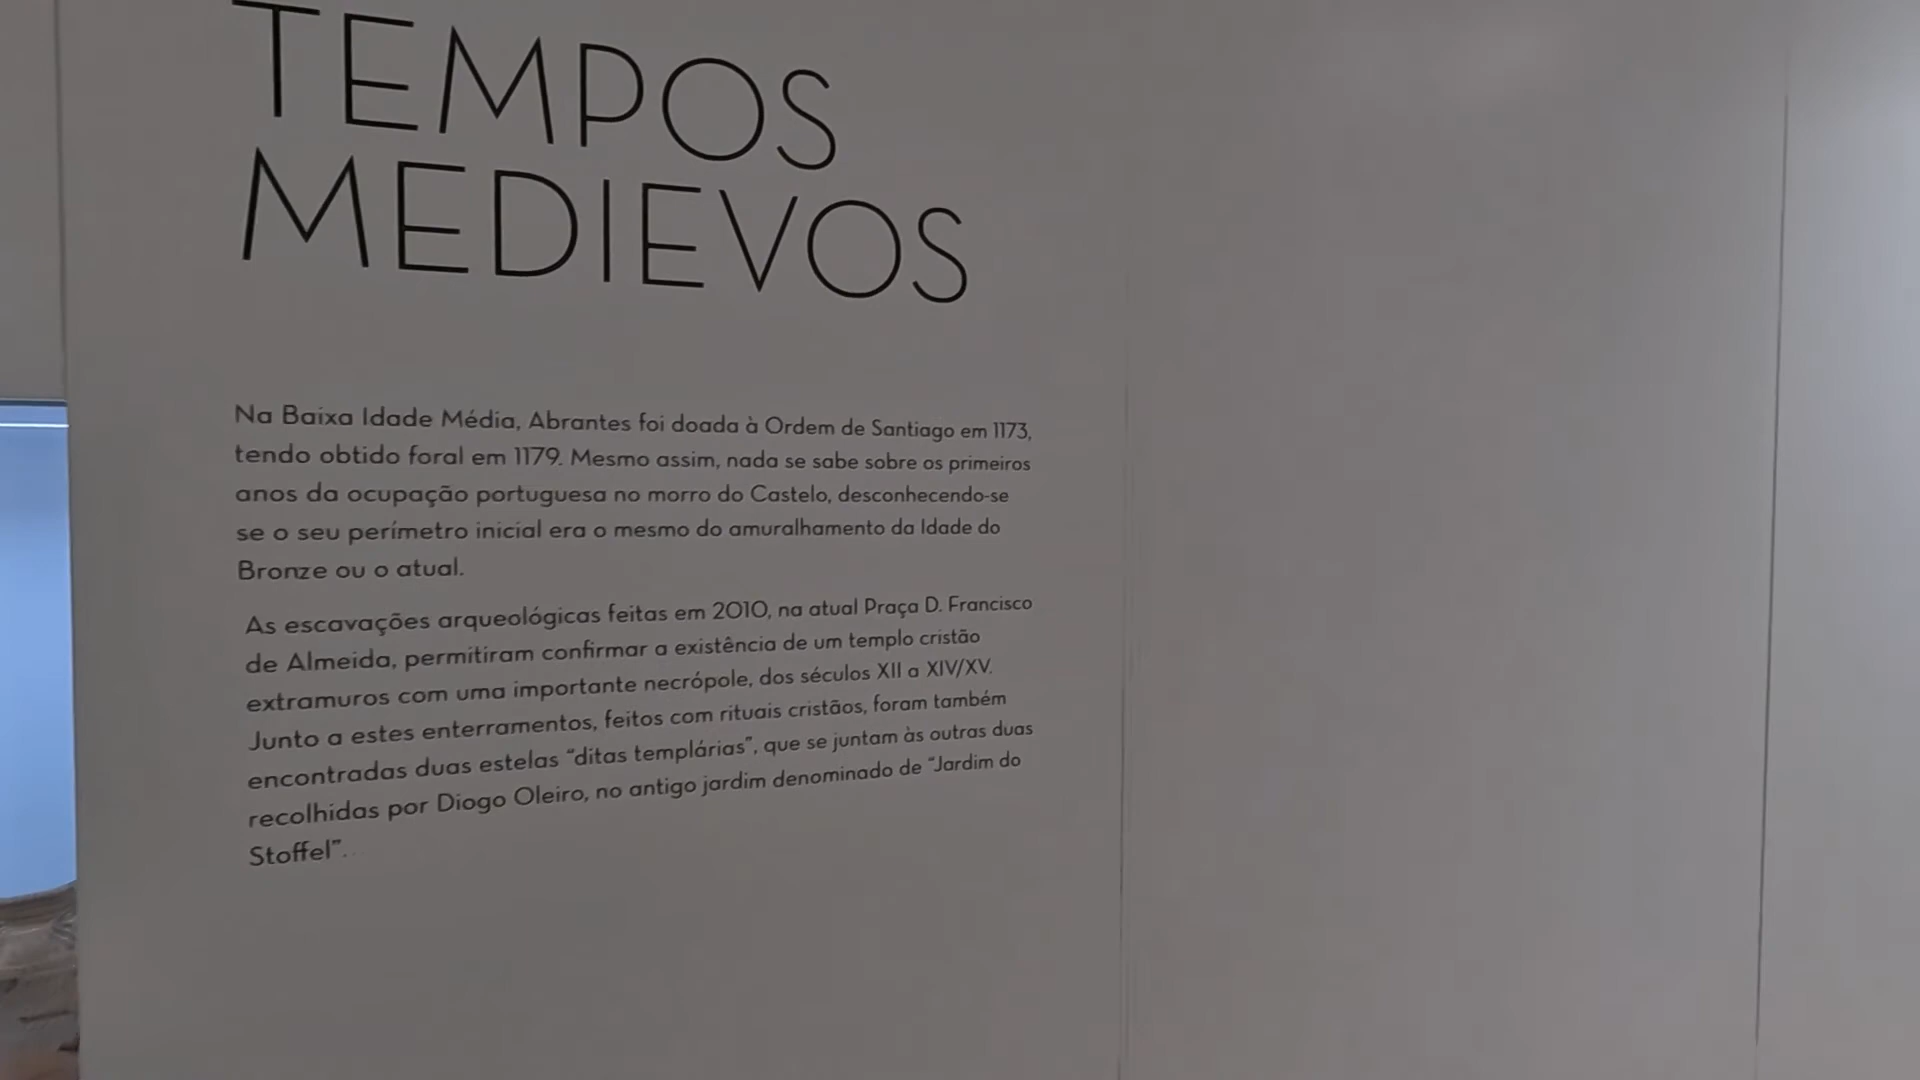 TEMPOS
MEDIEVOS
Na Baixa Idade Média, Abrantes foi doada à Ordem de Santiago em 1173,
tendo obtido foral em 1179. Mesmo assim, nada se sabe sobre os primeiros
anos da ocupação portuguesa no morro do Castelo, desconhecendo-se
se o seu perímetro inicial era o mesmo do amuralhamento da Idade do
Bronze ou o atual.
As escavações arqueológicas feitas em 2010, na atual Praça D. Francisco
de Almeida, permitiram confirmar a existência de um templo cristão
extramuros com uma importante necrópole, dos séculos XII a XIV/XV.
Junto a estes enterramentos, feitos com rituais cristãos, foram também
encontradas duas estelas “ditas templárias”, que se juntam às outras duas
recolhidas por Diogo Oleiro, no antigo jardim denominado de “Jardim do
Stoffel”.